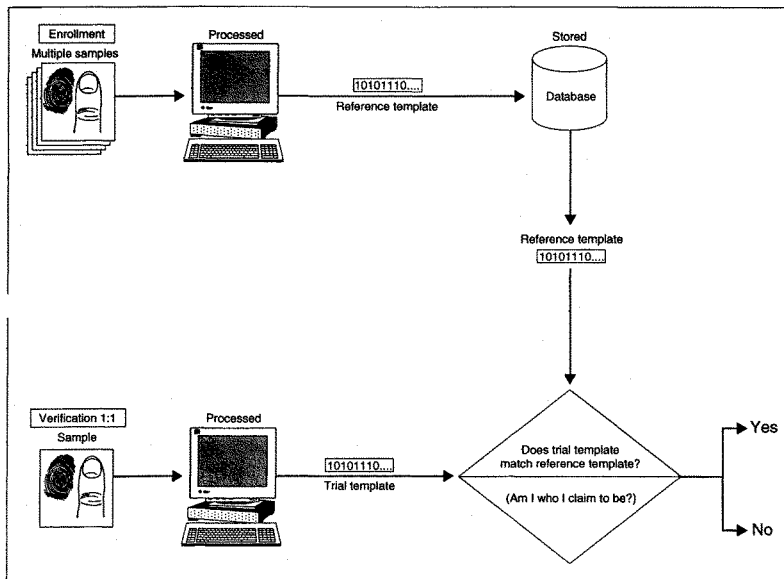 Enrollment
Multiple samples
Processed
10101110....
Reference template
Stored
Database
Reference template
10101110....
Verification 1:1
Sample
Processed
10101110....
Trial template
Does trial template
match reference template?
(Am I who I claim to be?)
Yes
No